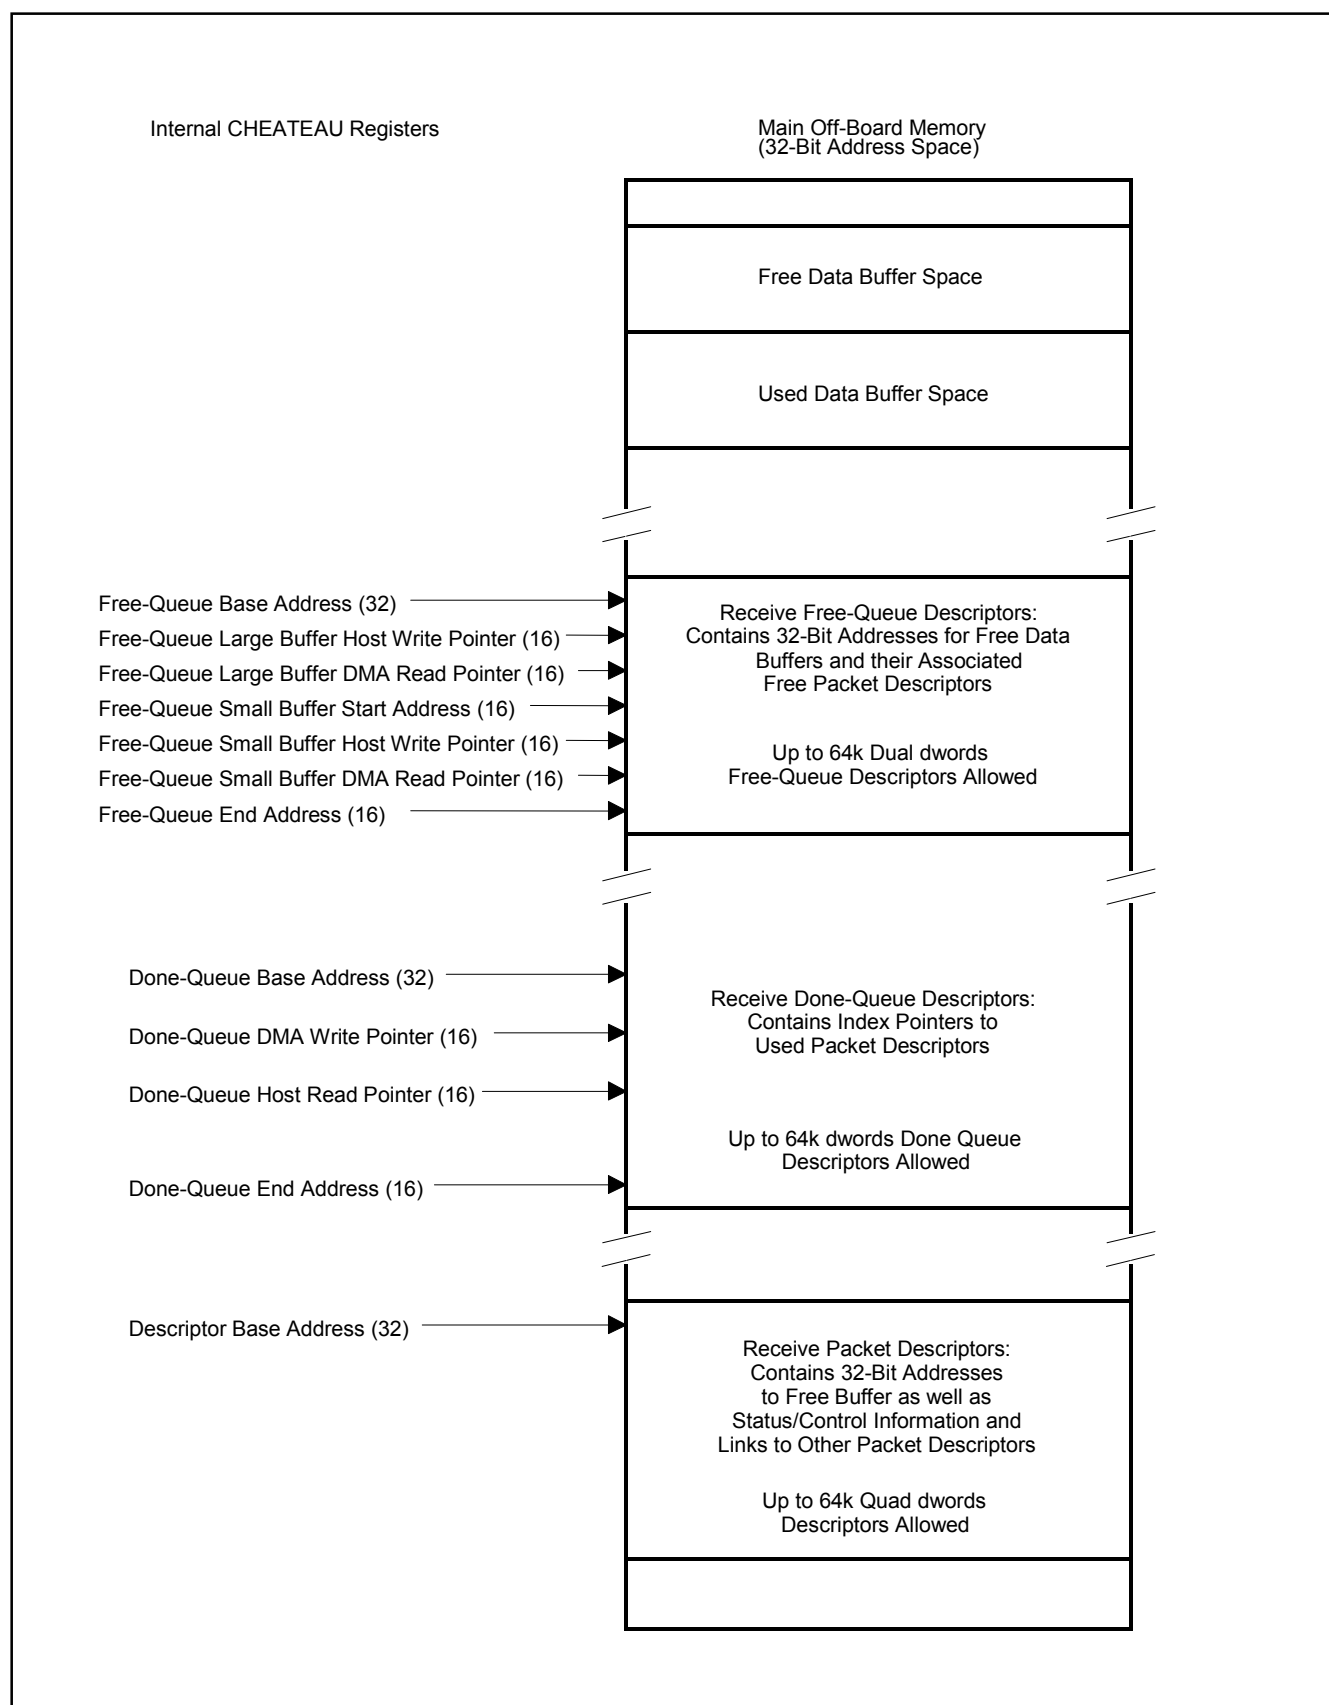 Internal CHEATEAU Registers
Main Off-Board Memory
(32-Bit Address Space)
Free Data Buffer Space
Used Data Buffer Space
Free-Queue Base Address (32)
Free-Queue Large Buffer Host Write Pointer (16)
Free-Queue Large Buffer DMA Read Pointer (16)
Free-Queue Small Buffer Start Address (16)
Free-Queue Small Buffer Host Write Pointer (16)
Free-Queue Small Buffer DMA Read Pointer (16)
Free-Queue End Address (16)
Receive Free-Queue Descriptors:
Contains 32-Bit Addresses for Free Data
Buffers and their Associated
Free Packet Descriptors
Up to 64k Dual dwords
Free-Queue Descriptors Allowed
Done-Queue Base Address (32)
Done-Queue DMA Write Pointer (16)
Done-Queue Host Read Pointer (16)
Done-Queue End Address (16)
Receive Done-Queue Descriptors:
Contains Index Pointers to
Used Packet Descriptors
Up to 64k dwords Done Queue
Descriptors Allowed
Descriptor Base Address (32)
Receive Packet Descriptors:
Contains 32-Bit Addresses
to Free Buffer as well as
Status/Control Information and
Links to Other Packet Descriptors
Up to 64k Quad dwords
Descriptors Allowed